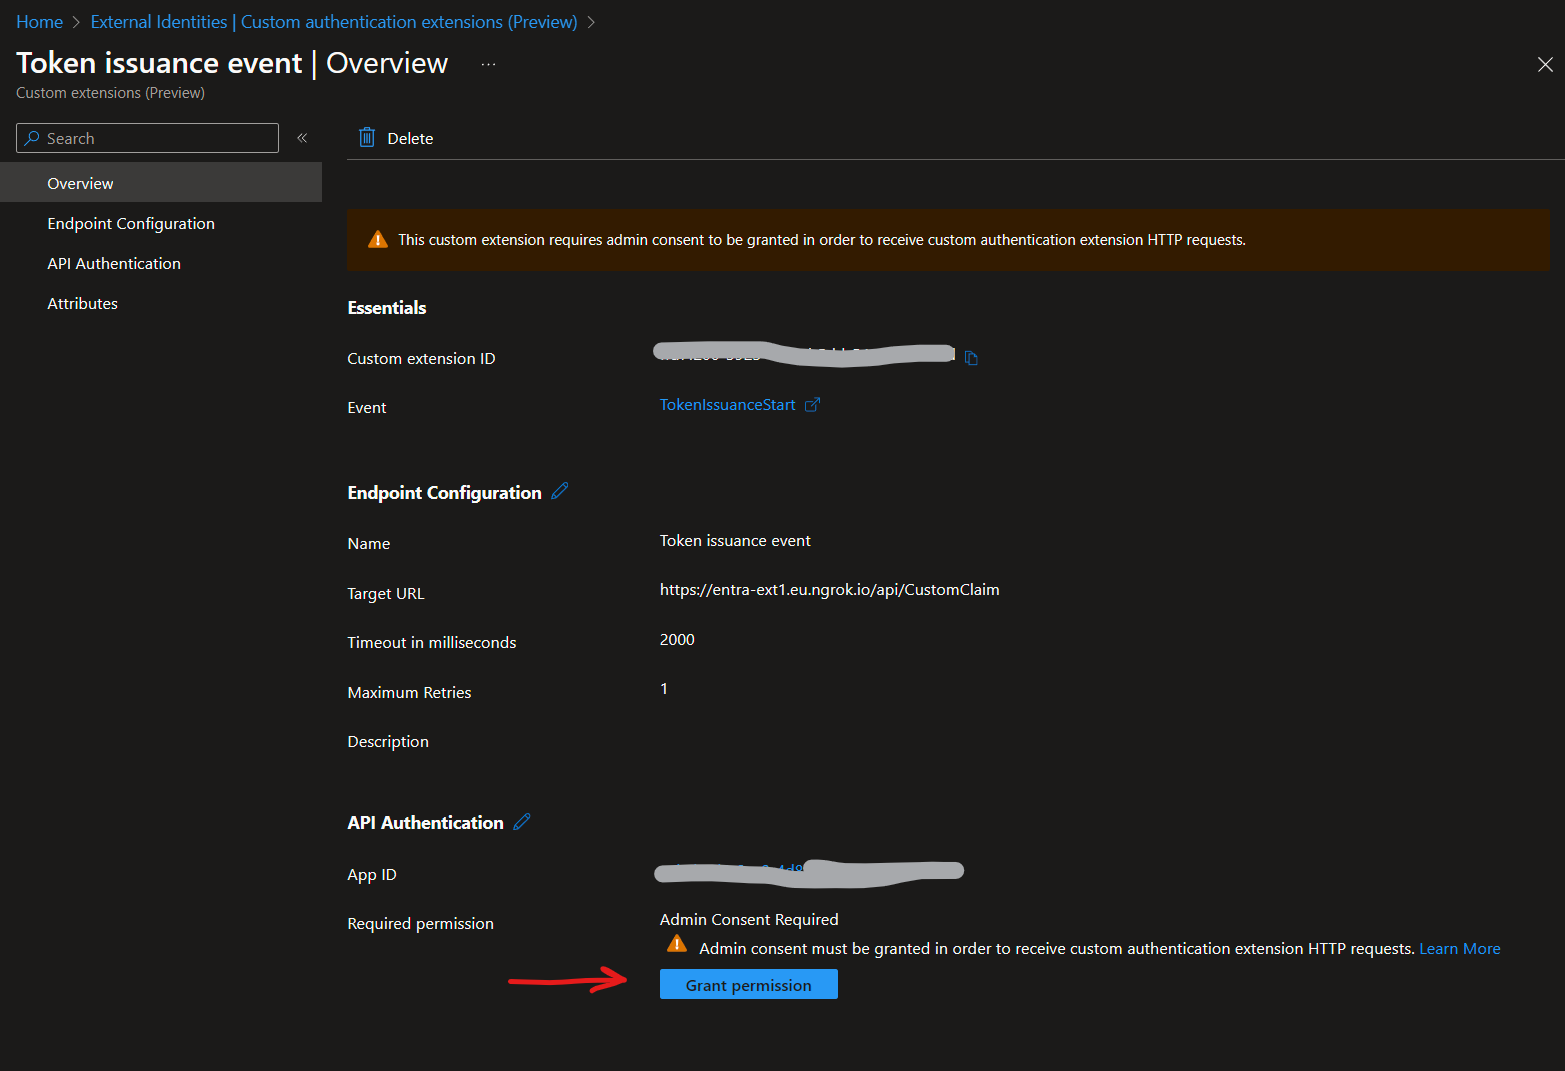 Home > External Identities | Custom authentication extensions (Preview) >
Token issuance event | Overview ...
Custom extensions (Preview)
Search
Delete
Overview
Endpoint Configuration
API Authentication
Attributes
This custom extension requires admin consent to be granted in order to receive custom authentication extension HTTP requests.
Essentials
Custom extension ID
Event TokenIssuanceStart
Endpoint Configuration
Name Token issuance event
Target URL https://entra-ext1.eu.ngrok.io/api/CustomClaim
Timeout in milliseconds 2000
Maximum Retries 1
Description
API Authentication
App ID
Required permission Admin Consent Required
Admin consent must be granted in order to receive custom authentication extension HTTP requests. Learn More
Grant permission